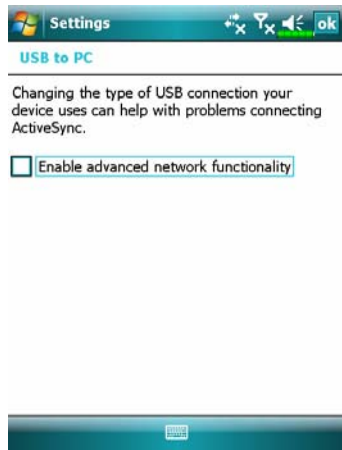 Settings
ok
USB to PC
Changing the type of USB connection your
device uses can help with problems connecting
ActiveSync.
Enable advanced network functionality